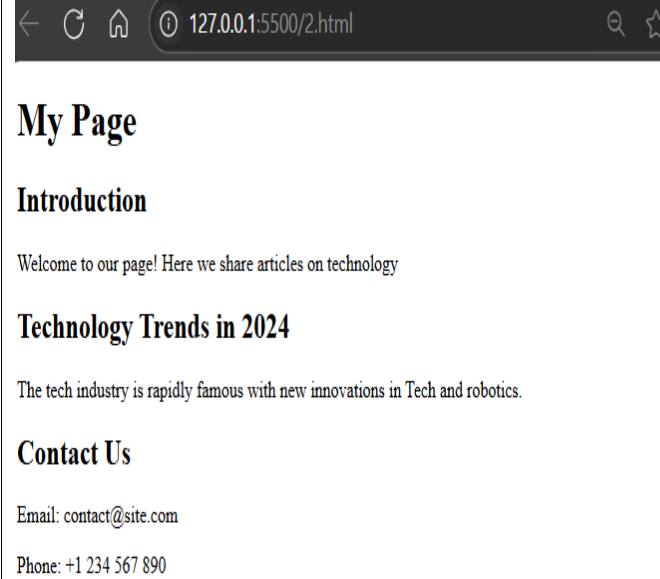 127.0.0.1:5500/2.html
My Page
Introduction
Welcome to our page! Here we share articles on technology
Technology Trends in 2024
The tech industry is rapidly famous with new innovations in Tech and robotics.
Contact Us
Email: contact@site.com
Phone: +1 234 567 890